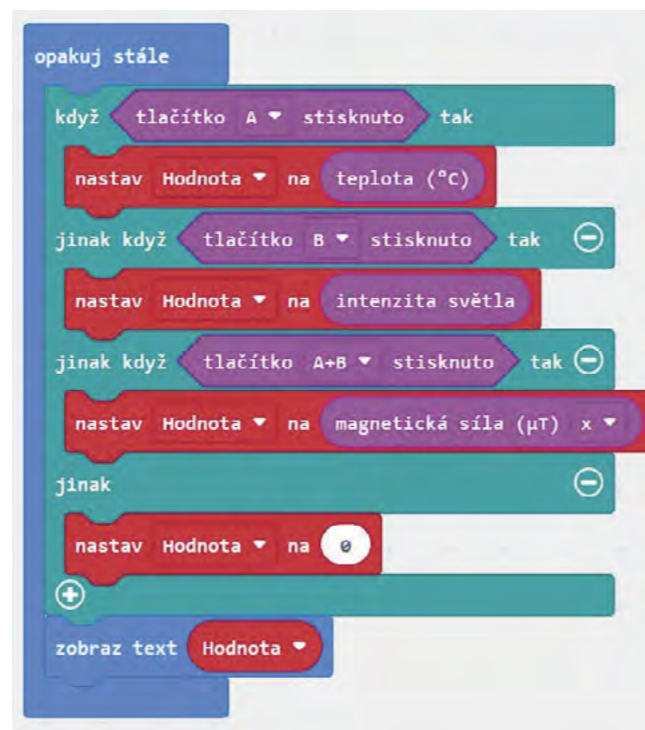 opakuj stále
když tlačítko A stisknuto tak
nastav Hodnota na teplota (°C)
jinak když tlačítko B stisknuto tak
nastav Hodnota na intenzita světla
jinak když tlačítko A+B stisknuto tak
nastav Hodnota na magnetická síla (µT) x
jinak
nastav Hodnota na 0
zobraz text Hodnota